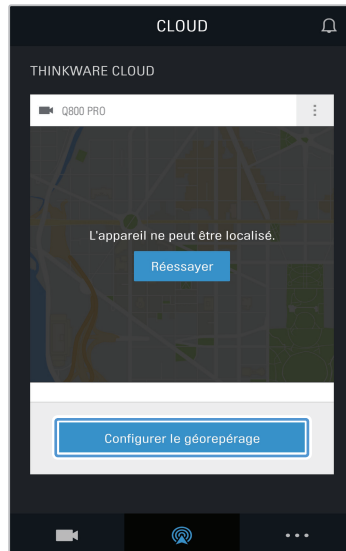 CLOUD
THINKWARE CLOUD
Q800 PRO
L'appareil ne peut être localisé.
Réessayer
Configurer le géorepérage